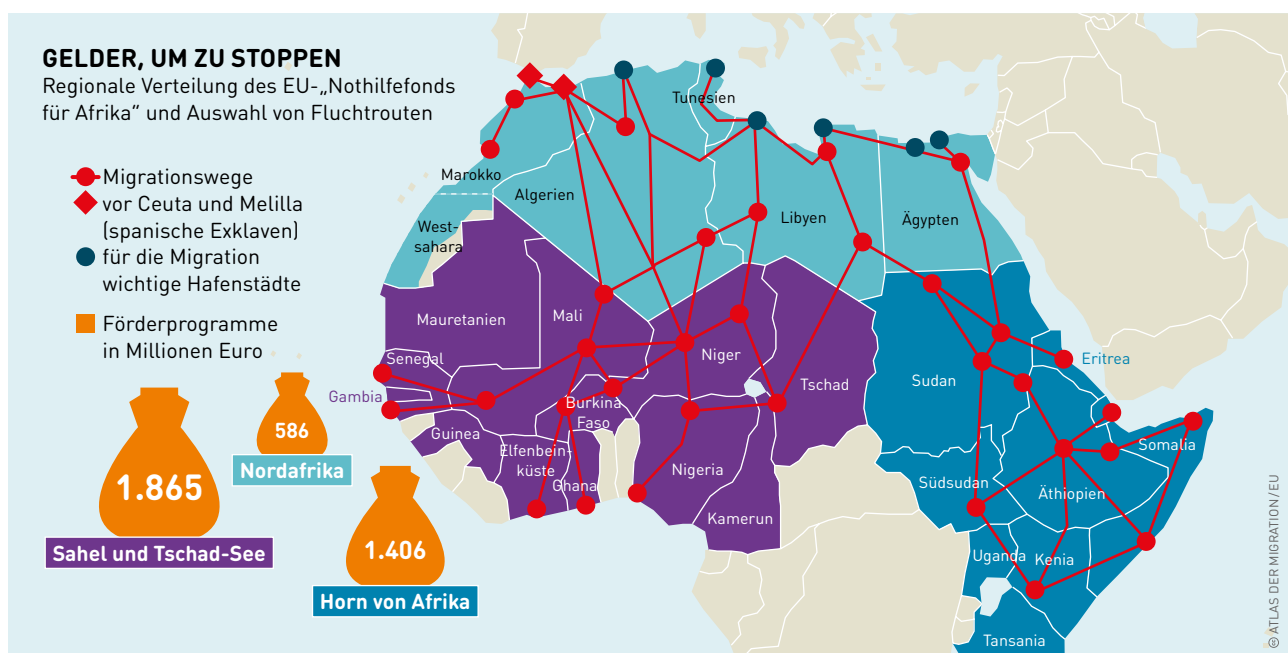 GELDER, UM ZU STOPPEN
Regionale Verteilung des EU-„Nothilfefonds
für Afrika“ und Auswahl von Fluchtrouten
Migrationswege
vor Ceuta und Melilla
(spanische Exklaven)
für die Migration
wichtige Hafenstädte
Förderprogramme
in Millionen Euro
1.865
Sahel und Tschad-See
586
Nordafrika
1.406
Horn von Afrika
Tunesien
Marokko
Algerien
West-
sahara
Libyen
Ägypten
Mauretanien
Mali
Niger
Tschad
Sudan
Eritrea
Senegal
Gambia
Burkina
Faso
Guinea
Elfenbein-
küste
Ghana
Nigeria
Kamerun
Südsudan
Äthiopien
Somalia
Uganda
Kenia
Tansania
© ATLAS DER MIGRATION / EU